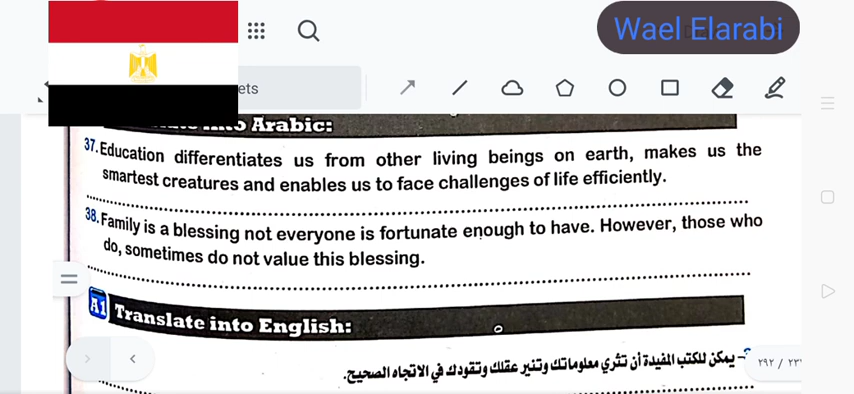 Wael Elarabi
ets
into Arabic:
37. Education differentiates us from other living beings on earth, makes us the
smartest creatures and enables us to face challenges of life efficiently.
38. Family is a blessing not everyone is fortunate enough to have. However, those who
do, sometimes do not value this blessing.
A1 Translate into English:
- يمكن للكتب المفيدة أن تثري معلوماتك وتنير عقلك وتقودك في الاتجاه الصحيح.